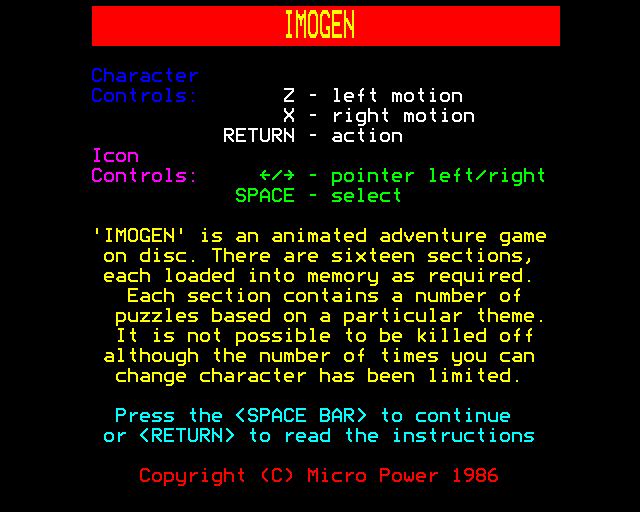 IMOGEN
Character
Controls: Z - left motion
X - right motion
RETURN - action
Icon
Controls: ←/→ - pointer left/right
SPACE - select
'IMOGEN' is an animated adventure game
on disc. There are sixteen sections,
each loaded into memory as required.
Each section contains a number of
puzzles based on a particular theme.
It is not possible to be killed off
although the number of times you can
change character has been limited.
Press the <SPACE BAR> to continue
or <RETURN> to read the instructions
Copyright (C) Micro Power 1986